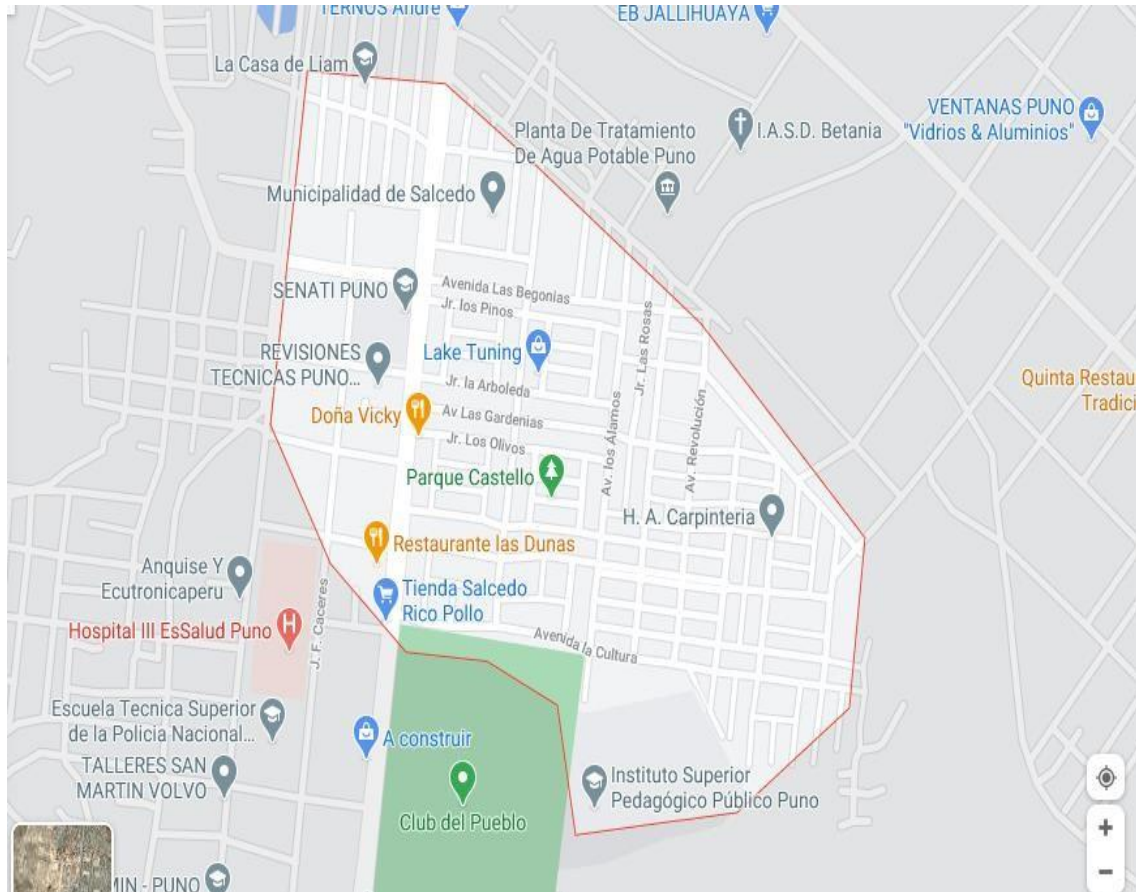 TERNOS Andre
EB JALLIHUAYA
La Casa de Liam
VENTANAS PUNO
"Vidrios & Aluminios"
Planta De Tratamiento
De Agua Potable Puno
I.A.S.D. Betania
Municipalidad de Salcedo
SENATI PUNO
Avenida Las Begonias
Jr. los Pinos
Jr. Las Rosas
REVISIONES
TECNICAS PUNO...
Lake Tuning
Quinta Restau
Tradici
Jr. la Arboleda
Doña Vicky
Av Las Gardenias
Jr. Los Olivos
Av. los Álamos
Av. Revolución
Parque Castello
H. A. Carpinteria
Restaurante las Dunas
Anquise Y
Ecutronicaperu
Tienda Salcedo
Rico Pollo
Hospital III EsSalud Puno
H
J. F. Caceres
Avenida la Cultura
Escuela Tecnica Superior
de la Policia Nacional...
A construir
TALLERES SAN
MARTIN VOLVO
Instituto Superior
Pedagógico Público Puno
Club del Pueblo
MIN - PUNO
+
−